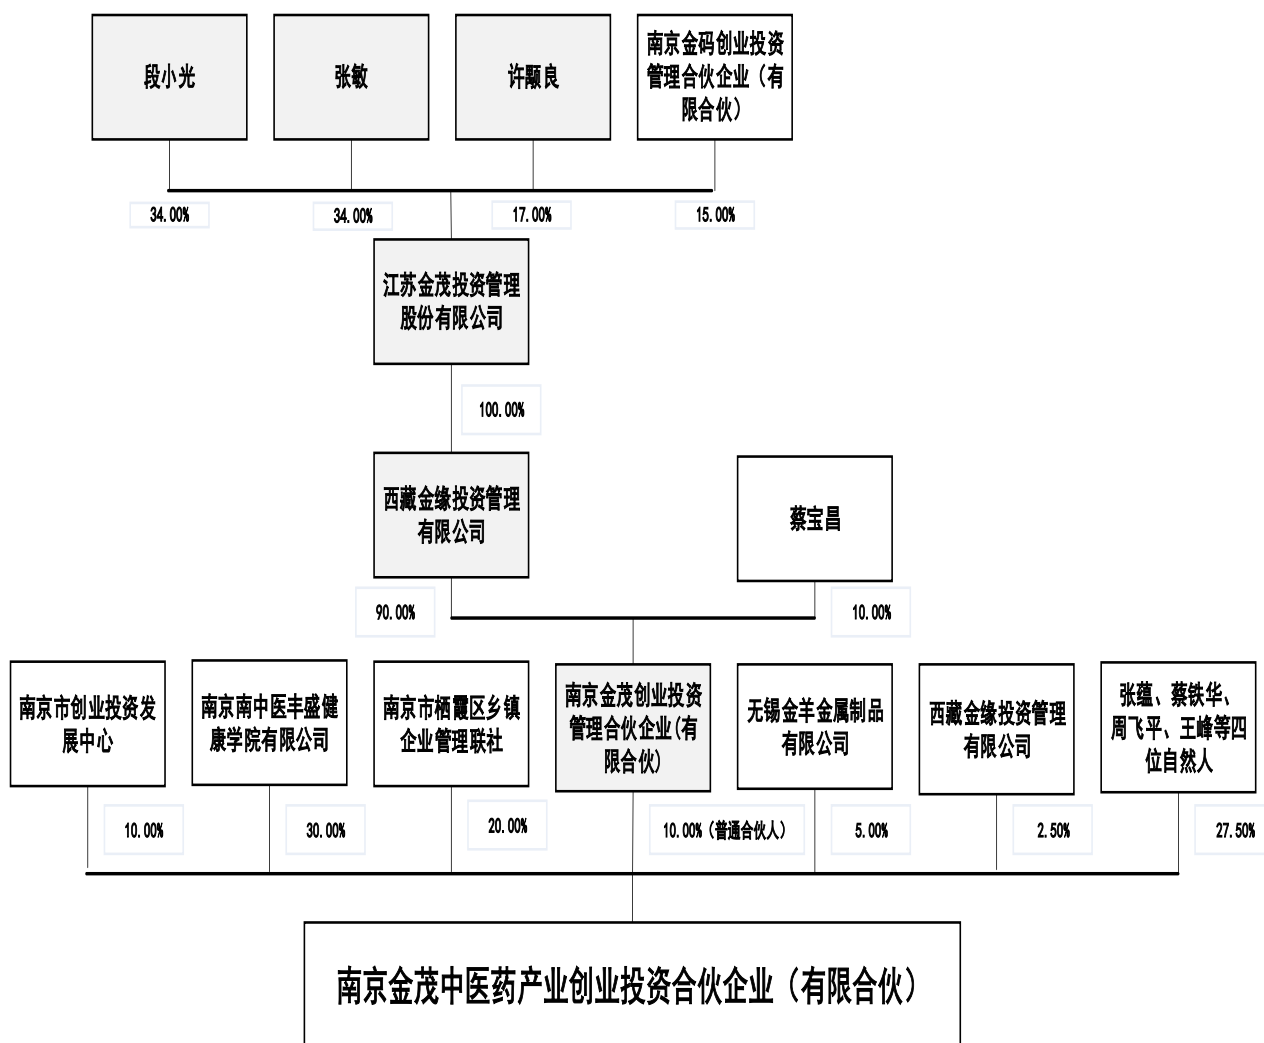 段小光
张敏
许颙良
南京金码创业投资
管理合伙企业（有
限合伙）
34.00%
34.00%
17.00%
15.00%
江苏金茂投资管理
股份有限公司
100.00%
西藏金缘投资管理
有限公司
蔡宝昌
90.00%
10.00%
南京市创业投资发
展中心
南京南中医丰盛健
康学院有限公司
南京市栖霞区乡镇
企业管理联社
南京金茂创业投资
管理合伙企业(有
限合伙)
无锡金羊金属制品
有限公司
西藏金缘投资管理
有限公司
张蕴、蔡铁华、
周飞平、王峰等四
位自然人
10.00%
30.00%
20.00%
10.00%（普通合伙人）
5.00%
2.50%
27.50%
南京金茂中医药产业创业投资合伙企业（有限合伙）